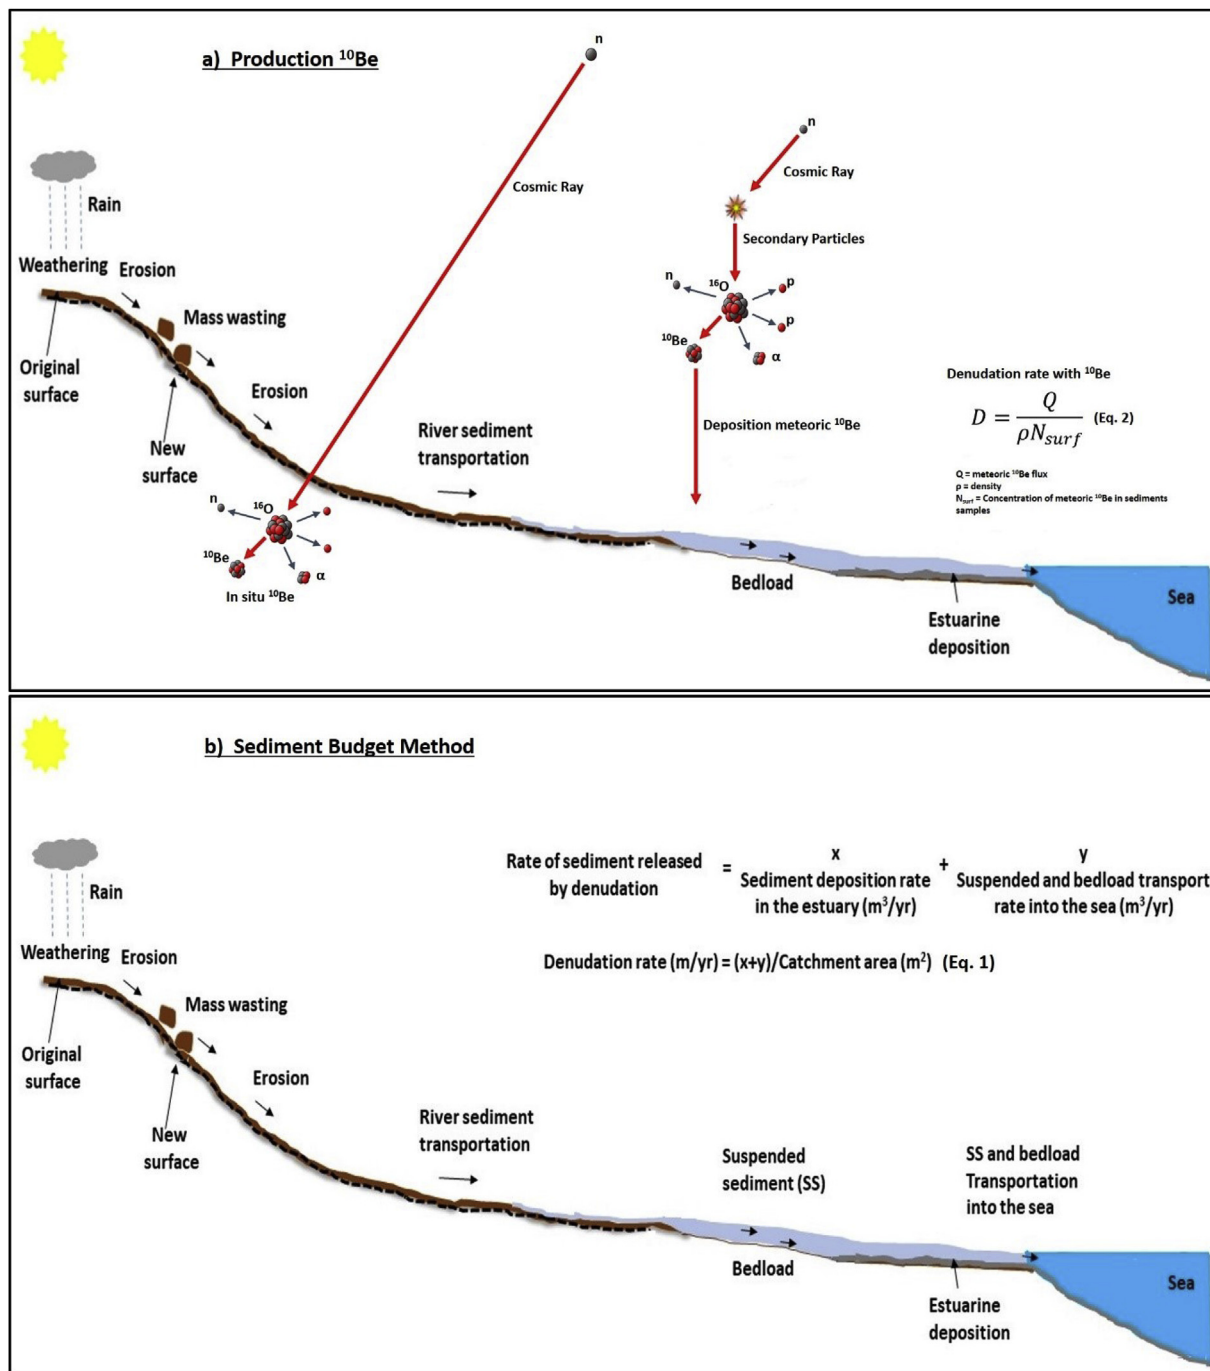 a) Production ¹⁰Be
n
n
Cosmic Ray
Cosmic Ray
Rain
Weathering
Erosion
Mass wasting
Original
surface
New
surface
Erosion
River sediment
transportation
Secondary Particles
n
¹⁶O
p
p
¹⁰Be
α
Deposition meteoric ¹⁰Be
Denudation rate with ¹⁰Be
D = Q / ρN_surf (Eq. 2)
Q = meteoric ¹⁰Be flux
ρ = density
N_surf = Concentration of meteoric ¹⁰Be in sediments
samples
n
¹⁶O
¹⁰Be
α
In situ ¹⁰Be
Bedload
Estuarine
deposition
Sea
b) Sediment Budget Method
Rain
Weathering
Erosion
Mass wasting
Original
surface
New
surface
Erosion
River sediment
transportation
Rate of sediment released
by denudation
=
x
Sediment deposition rate
in the estuary (m³/yr)
+
y
Suspended and bedload transport
rate into the sea (m³/yr)
Denudation rate (m/yr) = (x+y)/Catchment area (m²) (Eq. 1)
Suspended
sediment (SS)
SS and bedload
Transportation
into the sea
Bedload
Estuarine
deposition
Sea